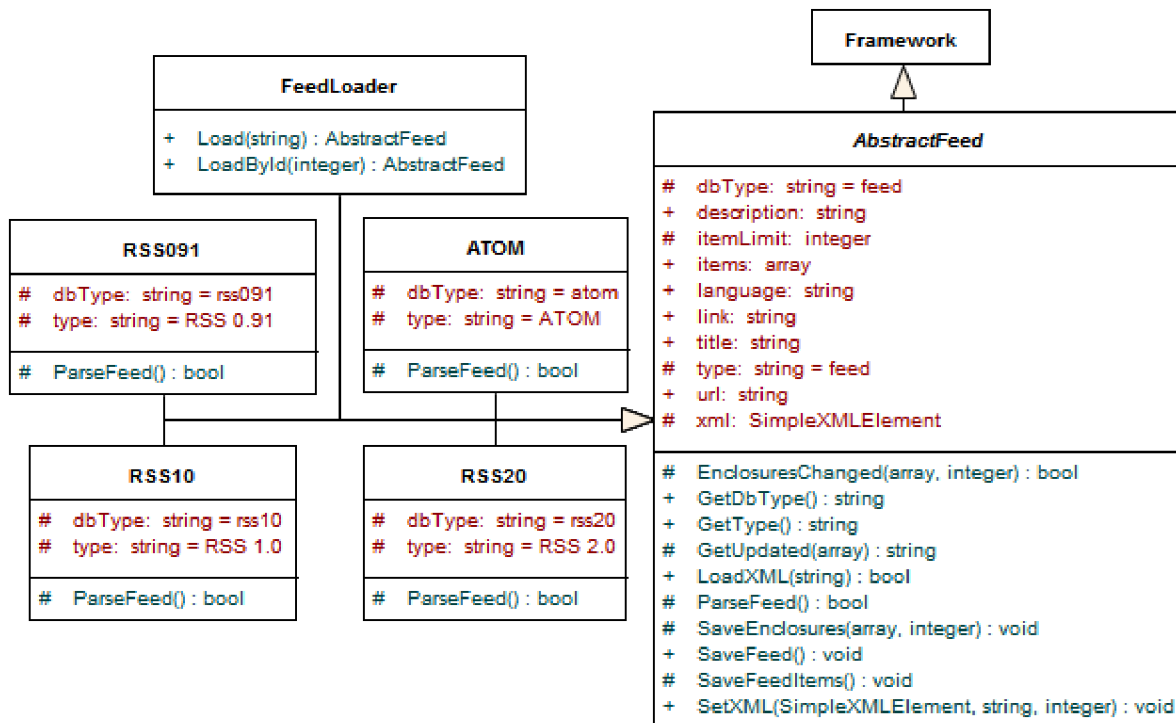 Framework
FeedLoader
+ Load(string) : AbstractFeed
+ LoadById(integer) : AbstractFeed
AbstractFeed
# dbType: string = feed
+ description: string
# itemLimit: integer
+ items: array
+ language: string
+ link: string
+ title: string
# type: string = feed
+ url: string
# xml: SimpleXMLElement
# EnclosuresChanged(array, integer) : bool
+ GetDbType() : string
+ GetType() : string
# GetUpdated(array) : string
+ LoadXML(string) : bool
# ParseFeed() : bool
# SaveEnclosures(array, integer) : void
+ SaveFeed() : void
# SaveFeedItems() : void
+ SetXML(SimpleXMLElement, string, integer) : void
RSS091
# dbType: string = rss091
# type: string = RSS 0.91
# ParseFeed() : bool
ATOM
# dbType: string = atom
# type: string = ATOM
# ParseFeed() : bool
RSS10
# dbType: string = rss10
# type: string = RSS 1.0
# ParseFeed() : bool
RSS20
# dbType: string = rss20
# type: string = RSS 2.0
# ParseFeed() : bool